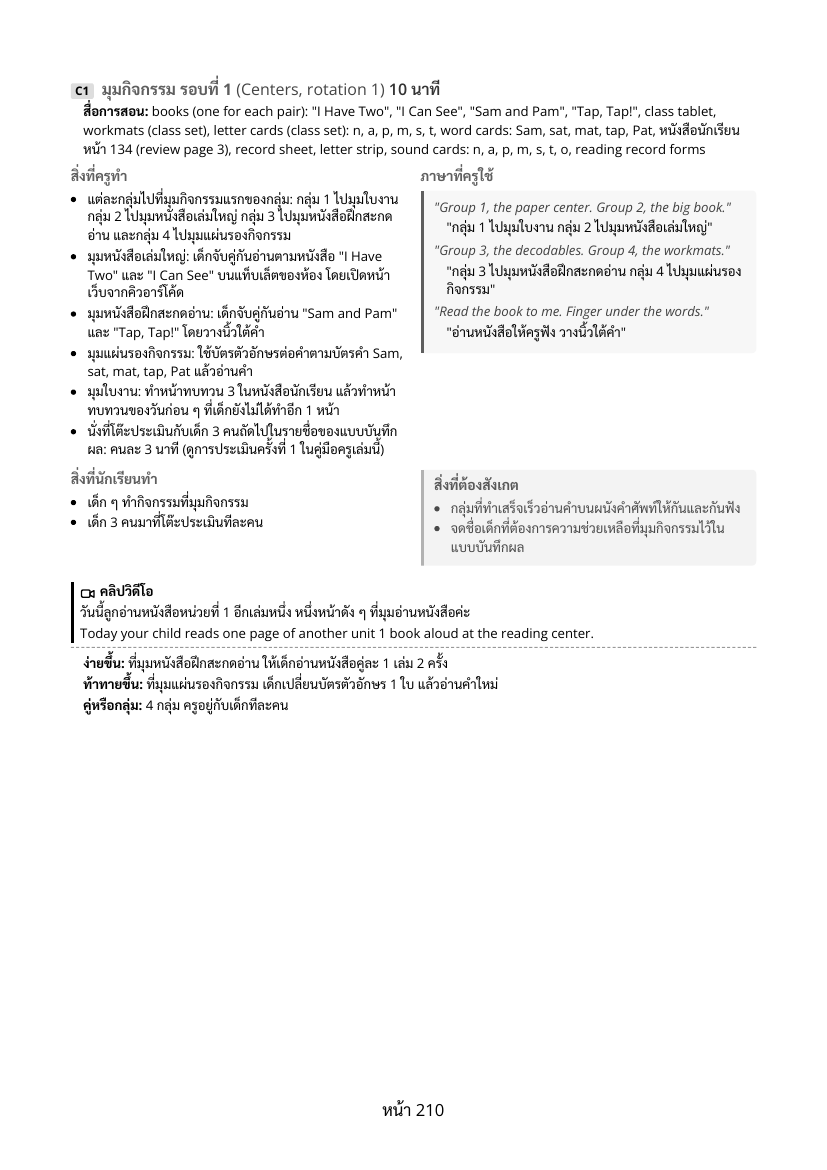 C1 มุมกิจกรรม รอบที่ 1 (Centers, rotation 1) 10 นาที
สื่อการสอน: books (one for each pair): "I Have Two", "I Can See", "Sam and Pam", "Tap, Tap!", class tablet,
workmats (class set), letter cards (class set): n, a, p, m, s, t, word cards: Sam, sat, mat, tap, Pat, หนังสือนักเรียน
หน้า 134 (review page 3), record sheet, letter strip, sound cards: n, a, p, m, s, t, o, reading record forms
สิ่งที่ครูทำ
• แต่ละกลุ่มไปที่มุมกิจกรรมแรกของกลุ่ม: กลุ่ม 1 ไปมุมใบงาน
กลุ่ม 2 ไปมุมหนังสือเล่มใหญ่ กลุ่ม 3 ไปมุมหนังสือฝึกสะกด
อ่าน และกลุ่ม 4 ไปมุมแผ่นรองกิจกรรม
• มุมหนังสือเล่มใหญ่: เด็กจับคู่กันอ่านตามหนังสือ "I Have
Two" และ "I Can See" บนแท็บเล็ตของห้อง โดยเปิดหน้า
เว็บจากคิวอาร์โค้ด
• มุมหนังสือฝึกสะกดอ่าน: เด็กจับคู่กันอ่าน "Sam and Pam"
และ "Tap, Tap!" โดยวางนิ้วใต้คำ
• มุมแผ่นรองกิจกรรม: ใช้บัตรตัวอักษรต่อคำตามบัตรคำ Sam,
sat, mat, tap, Pat แล้วอ่านคำ
• มุมใบงาน: ทำหน้าทบทวน 3 ในหนังสือนักเรียน แล้วทำหน้า
ทบทวนของวันก่อน ๆ ที่เด็กยังไม่ได้ทำอีก 1 หน้า
• นั่งที่โต๊ะประเมินกับเด็ก 3 คนถัดไปในรายชื่อของแบบบันทึก
ผล: คนละ 3 นาที (ดูการประเมินครั้งที่ 1 ในคู่มือครูเล่มนี้)
ภาษาที่ครูใช้
"Group 1, the paper center. Group 2, the big book."
"กลุ่ม 1 ไปมุมใบงาน กลุ่ม 2 ไปมุมหนังสือเล่มใหญ่"
"Group 3, the decodables. Group 4, the workmats."
"กลุ่ม 3 ไปมุมหนังสือฝึกสะกดอ่าน กลุ่ม 4 ไปมุมแผ่นรอง
กิจกรรม"
"Read the book to me. Finger under the words."
"อ่านหนังสือให้ครูฟัง วางนิ้วใต้คำ"
สิ่งที่นักเรียนทำ
• เด็ก ๆ ทำกิจกรรมที่มุมกิจกรรม
• เด็ก 3 คนมาที่โต๊ะประเมินทีละคน
สิ่งที่ต้องสังเกต
• กลุ่มที่ทำเสร็จเร็วอ่านคำบนผนังคำศัพท์ให้กันและกันฟัง
• จดชื่อเด็กที่ต้องการความช่วยเหลือที่มุมกิจกรรมไว้ใน
แบบบันทึกผล
คลิปวิดีโอ
วันนี้ลูกอ่านหนังสือหน่วยที่ 1 อีกเล่มหนึ่ง หนึ่งหน้าดัง ๆ ที่มุมอ่านหนังสือค่ะ
Today your child reads one page of another unit 1 book aloud at the reading center.
ง่ายขึ้น: ที่มุมหนังสือฝึกสะกดอ่าน ให้เด็กอ่านหนังสือคู่ละ 1 เล่ม 2 ครั้ง
ท้าทายขึ้น: ที่มุมแผ่นรองกิจกรรม เด็กเปลี่ยนบัตรตัวอักษร 1 ใบ แล้วอ่านคำใหม่
คู่หรือกลุ่ม: 4 กลุ่ม ครูอยู่กับเด็กทีละคน
หน้า 210